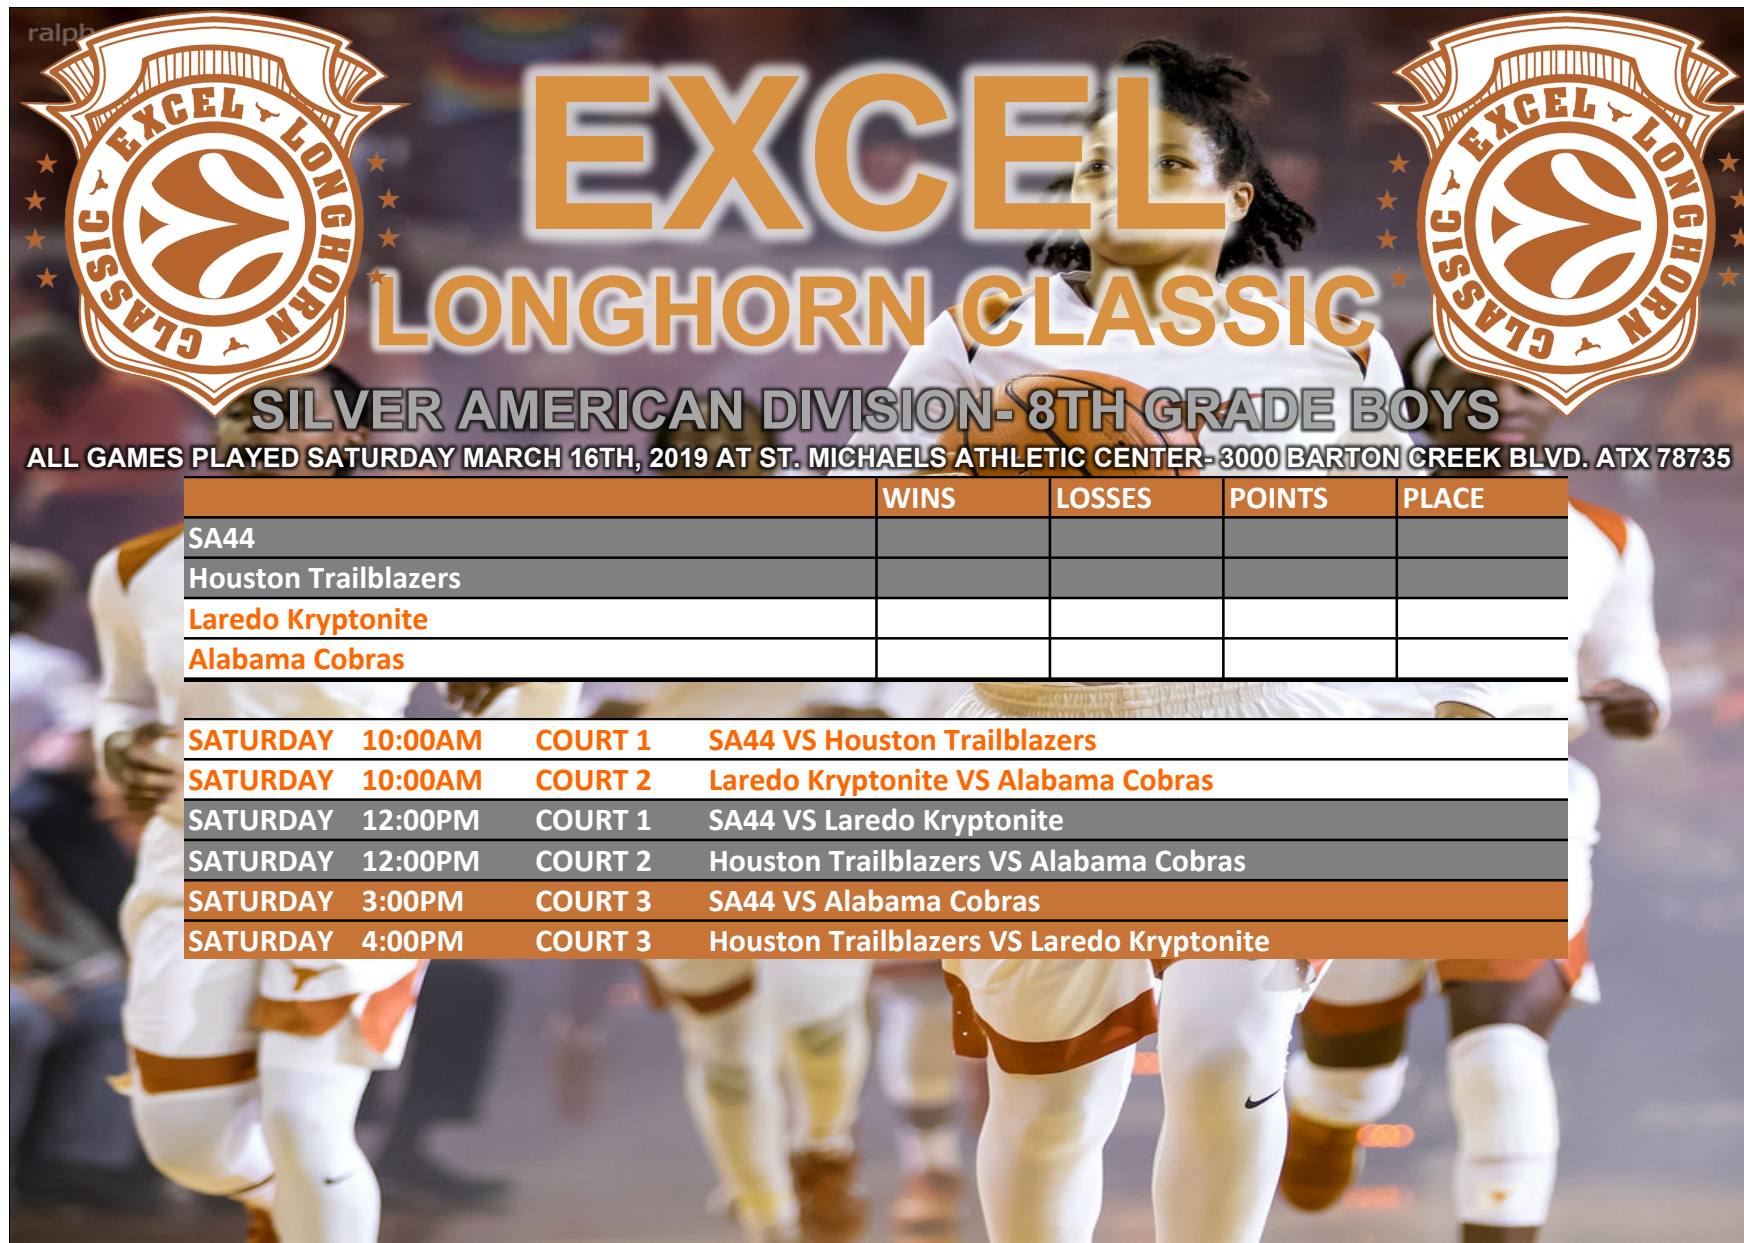 ralph
EXCEL LONGHORN CLASSIC
EXCEL LONGHORN CLASSIC
EXCEL
LONGHORN CLASSIC
SILVER AMERICAN DIVISION- 8TH GRADE BOYS
ALL GAMES PLAYED SATURDAY MARCH 16TH, 2019 AT ST. MICHAELS ATHLETIC CENTER- 3000 BARTON CREEK BLVD. ATX 78735
WINS LOSSES POINTS PLACE
SA44
Houston Trailblazers
Laredo Kryptonite
Alabama Cobras
SATURDAY 10:00AM COURT 1 SA44 VS Houston Trailblazers
SATURDAY 10:00AM COURT 2 Laredo Kryptonite VS Alabama Cobras
SATURDAY 12:00PM COURT 1 SA44 VS Laredo Kryptonite
SATURDAY 12:00PM COURT 2 Houston Trailblazers VS Alabama Cobras
SATURDAY 3:00PM COURT 3 SA44 VS Alabama Cobras
SATURDAY 4:00PM COURT 3 Houston Trailblazers VS Laredo Kryptonite